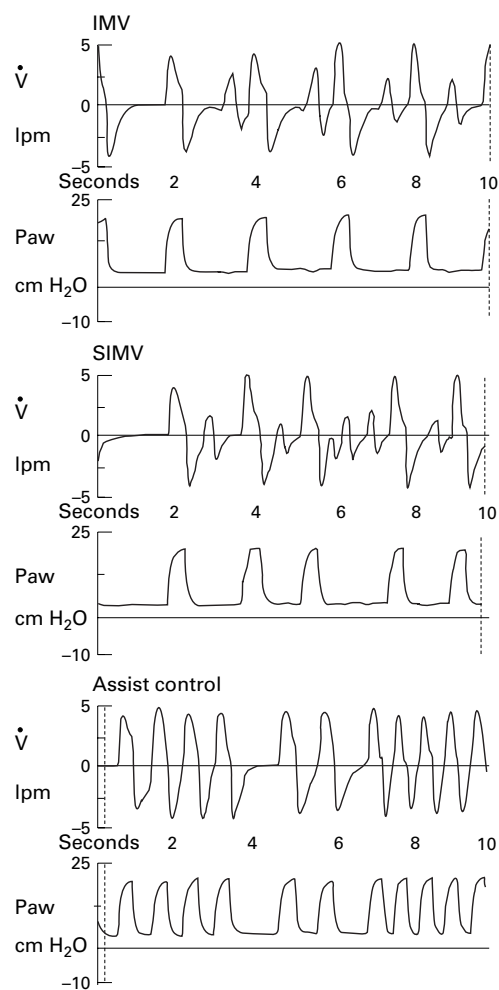 IMV
5
V̇
0
lpm
−5
Seconds 2 4 6 8 10
25
Paw
cm H₂O
−10
SIMV
5
V̇
0
lpm
−5
Seconds 2 4 6 8 10
25
Paw
cm H₂O
−10
Assist control
5
V̇
0
lpm
−5
Seconds 2 4 6 8 10
25
Paw
cm H₂O
−10